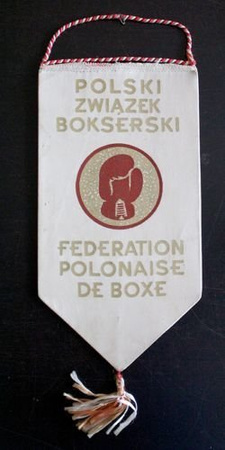 POLSKI
ZWIĄZEK
BOKSERSKI
FEDERATION
POLONAISE
DE BOXE